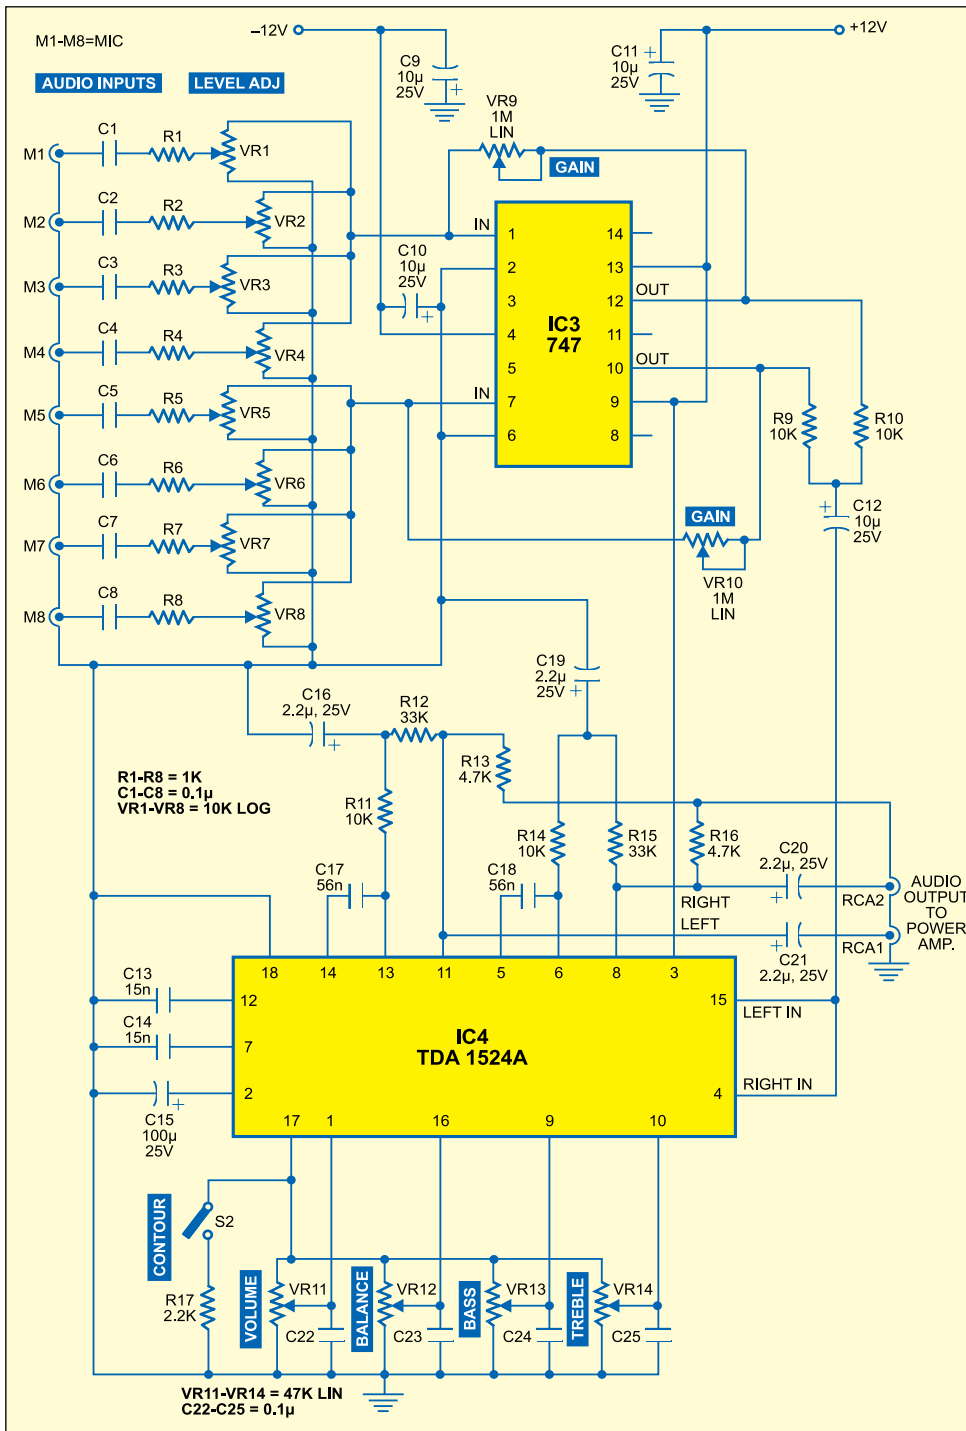 –12V
+12V
M1-M8=MIC
AUDIO INPUTS
LEVEL ADJ
C9
10µ
25V
C11
10µ
25V
VR9
1M
LIN
GAIN
M1
C1
R1
VR1
M2
C2
R2
VR2
M3
C3
R3
VR3
M4
C4
R4
VR4
M5
C5
R5
VR5
M6
C6
R6
VR6
M7
C7
R7
VR7
M8
C8
R8
VR8
C10
10µ
25V
IN
IN
1
2
3
4
5
7
6
IC3
747
14
13
12
11
10
9
8
OUT
OUT
R9
10K
R10
10K
C12
10µ
25V
GAIN
VR10
1M
LIN
C19
2.2µ
25V
C16
2.2µ, 25V
R12
33K
R13
4.7K
R1-R8 = 1K
C1-C8 = 0.1µ
VR1-VR8 = 10K LOG
R11
10K
R14
10K
R15
33K
R16
4.7K
C17
56n
C18
56n
C20
2.2µ, 25V
RIGHT
LEFT
RCA2
RCA1
AUDIO
OUTPUT
TO
POWER
AMP.
C21
2.2µ, 25V
18
14
13
11
5
6
8
3
C13
15n
12
C14
15n
7
C15
100µ
25V
2
IC4
TDA 1524A
15
LEFT IN
4
RIGHT IN
17
1
16
9
10
CONTOUR
S2
R17
2.2K
VOLUME
VR11
C22
BALANCE
VR12
C23
BASS
VR13
C24
TREBLE
VR14
C25
VR11-VR14 = 47K LIN
C22-C25 = 0.1µ